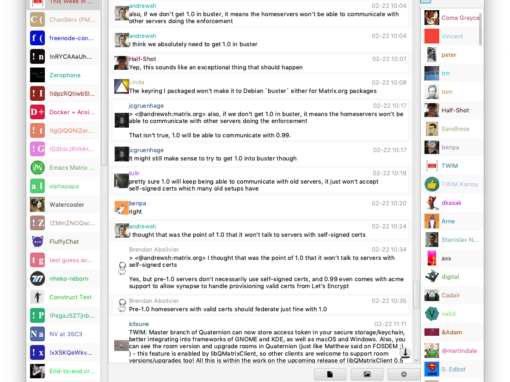 This Week in ...
C ( ChanServ (PM...
f ( freenode-con...
! n !nRYCAAaUh...
Zerophone
! I !ldpzRQlwbSl...
D + Docker + Ansi...
! t
! G
Emacs Matrix ...
a l alphapapa
Watercooler
! Z !ZMmZNOQsc...
FluffyChat
t g test guess ac...
nheko-reborn
Construct Test
! P
N a NV at 35C3
! x !xXSKQeWkv...
End-to-end cr...
andrewsh 02-22 10:04
also, if we don't get 1.0 in buster, it means the homeservers won't be able to communicate with
other servers doing the enforcement
andrewsh 02-22 10:04
I think we absolutely need to get 1.0 in buster
Half-Shot 02-22 10:07
Yep, this sounds like an exceptional thing that should happen
Linda 02-22 10:08
The keyring I packaged won't make it to Debian `buster` either for Matrix.org packages
jcgruenhage 02-22 10:17
> <@andrewsh:matrix.org> also, if we don't get 1.0 in buster, it means the homeservers won't be
able to communicate with other servers doing the enforcement
That isn't true, 1.0 will be able to communicate with 0.99.
jcgruenhage 02-22 10:17
It might still make sense to try to get 1.0 into buster though
tulir 02-22 10:19
pretty sure 1.0 will keep being able to communicate with old servers, it just won't accept
self-signed certs which many old setups have
benpa 02-22 10:20
right
andrewsh 02-22 10:24
I thought that was the point of 1.0 that it won't talk to servers with self-signed certs
Brendan Abolivier 02-22 10:34
> <@andrewsh:matrix.org> I thought that was the point of 1.0 that it won't talk to servers with
self-signed certs
Yes, but pre-1.0 servers don't necessarily use self-signed certs, and 0.99 even comes with acme
support to allow synapse to handle provisioning valid certs from Let's Encrypt
Brendan Abolivier 02-22 10:35
Pre-1.0 homeservers with valid certs should federate just fine with 1.0
kitsune 02-22 11:11
TWIM: Master branch of Quaternion can now store access token in your secure storage/keychain,
better integrating into frameworks of GNOME and KDE, as well as macOS and Windows. Also, you
can see the room version and upgrade rooms in Quaternion (just like Matthew said on FOSDEM ;
) - this feature is enabled by libQMatrixClient, so other clients are welcome to support room
versions/upgrades too! All this is within the work on the upcoming release of libQMatrixClient 0.5
Coma Grayce
Vincent
peter
tim
tom
Half-Shot
Sandhose
benpa
TWIM
TWIM Karma
dkasak
Arne
Stanislav N...
axx
digital
Cadair
vabd
&Adam
@martindale
S. Edbot